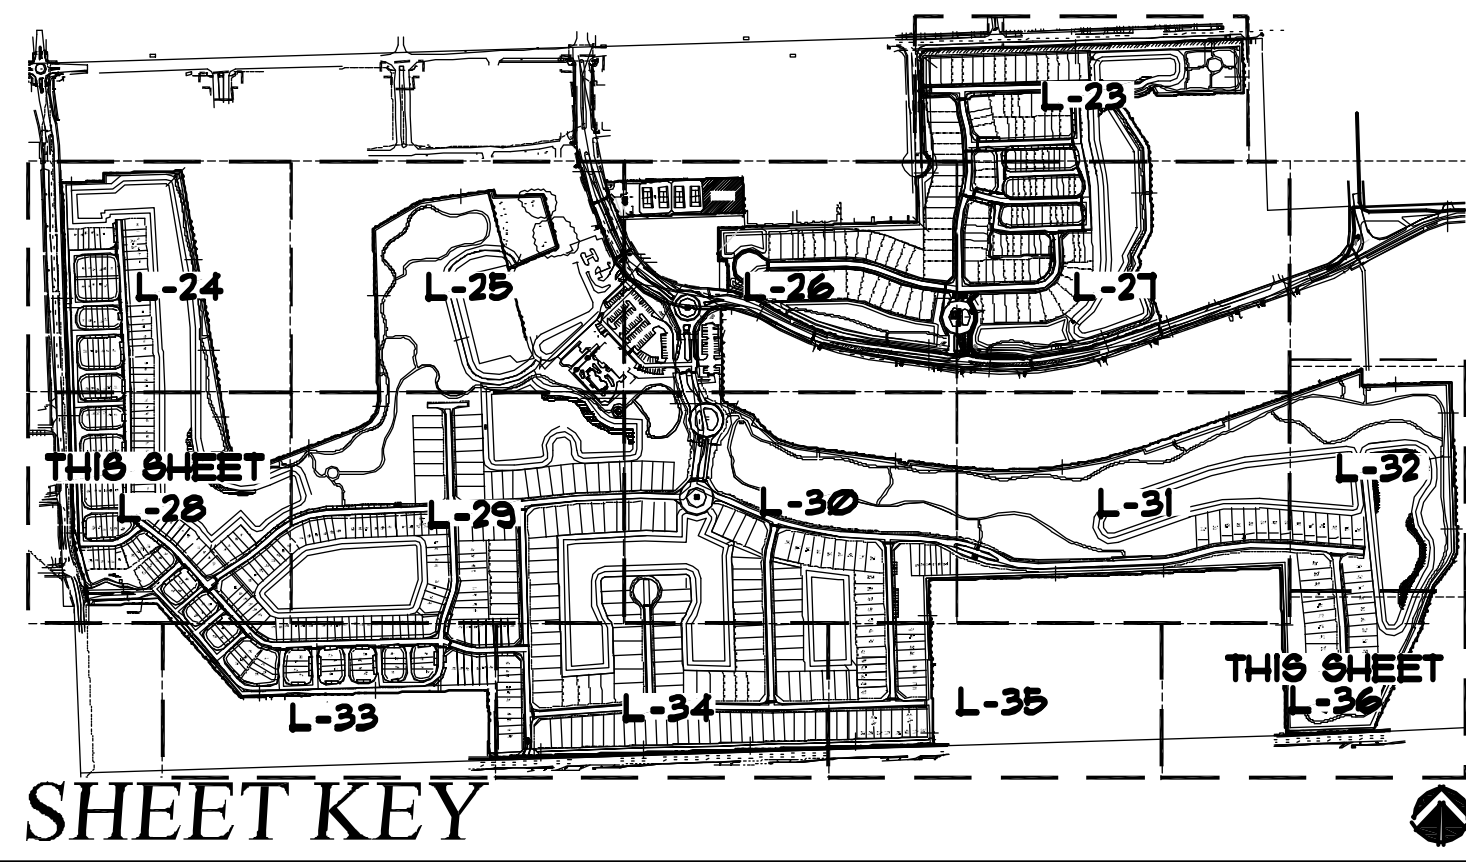 L-23
L-24 L-25 L-26 L-27
THIS SHEET
L-28 L-29 L-30 L-31 L-32
THIS SHEET
L-33 L-34 L-35 L-36
SHEET KEY